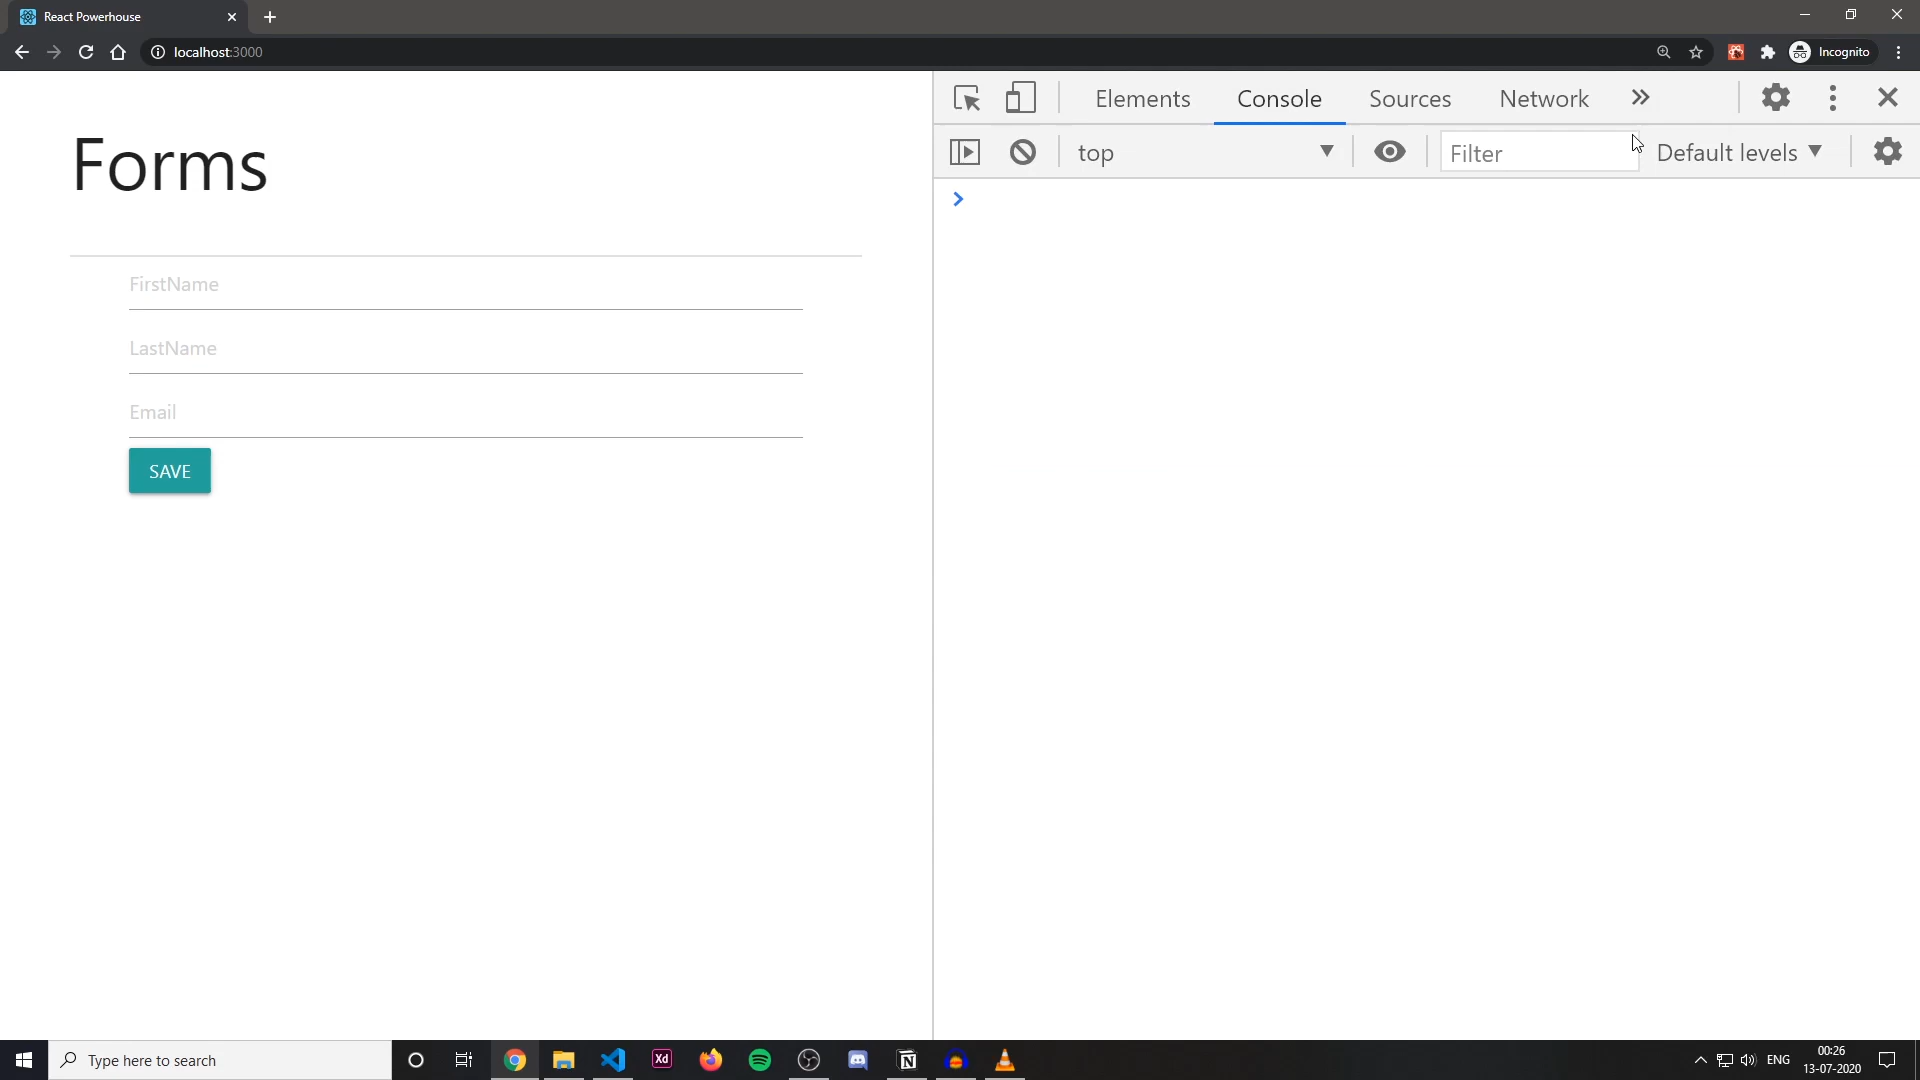 React Powerhouse
localhost:3000
Incognito
Elements
Console
Sources
Network
top
Filter
Default levels
Forms
FirstName
LastName
Email
SAVE
Type here to search
Xd
ENG
00:26
13-07-2020